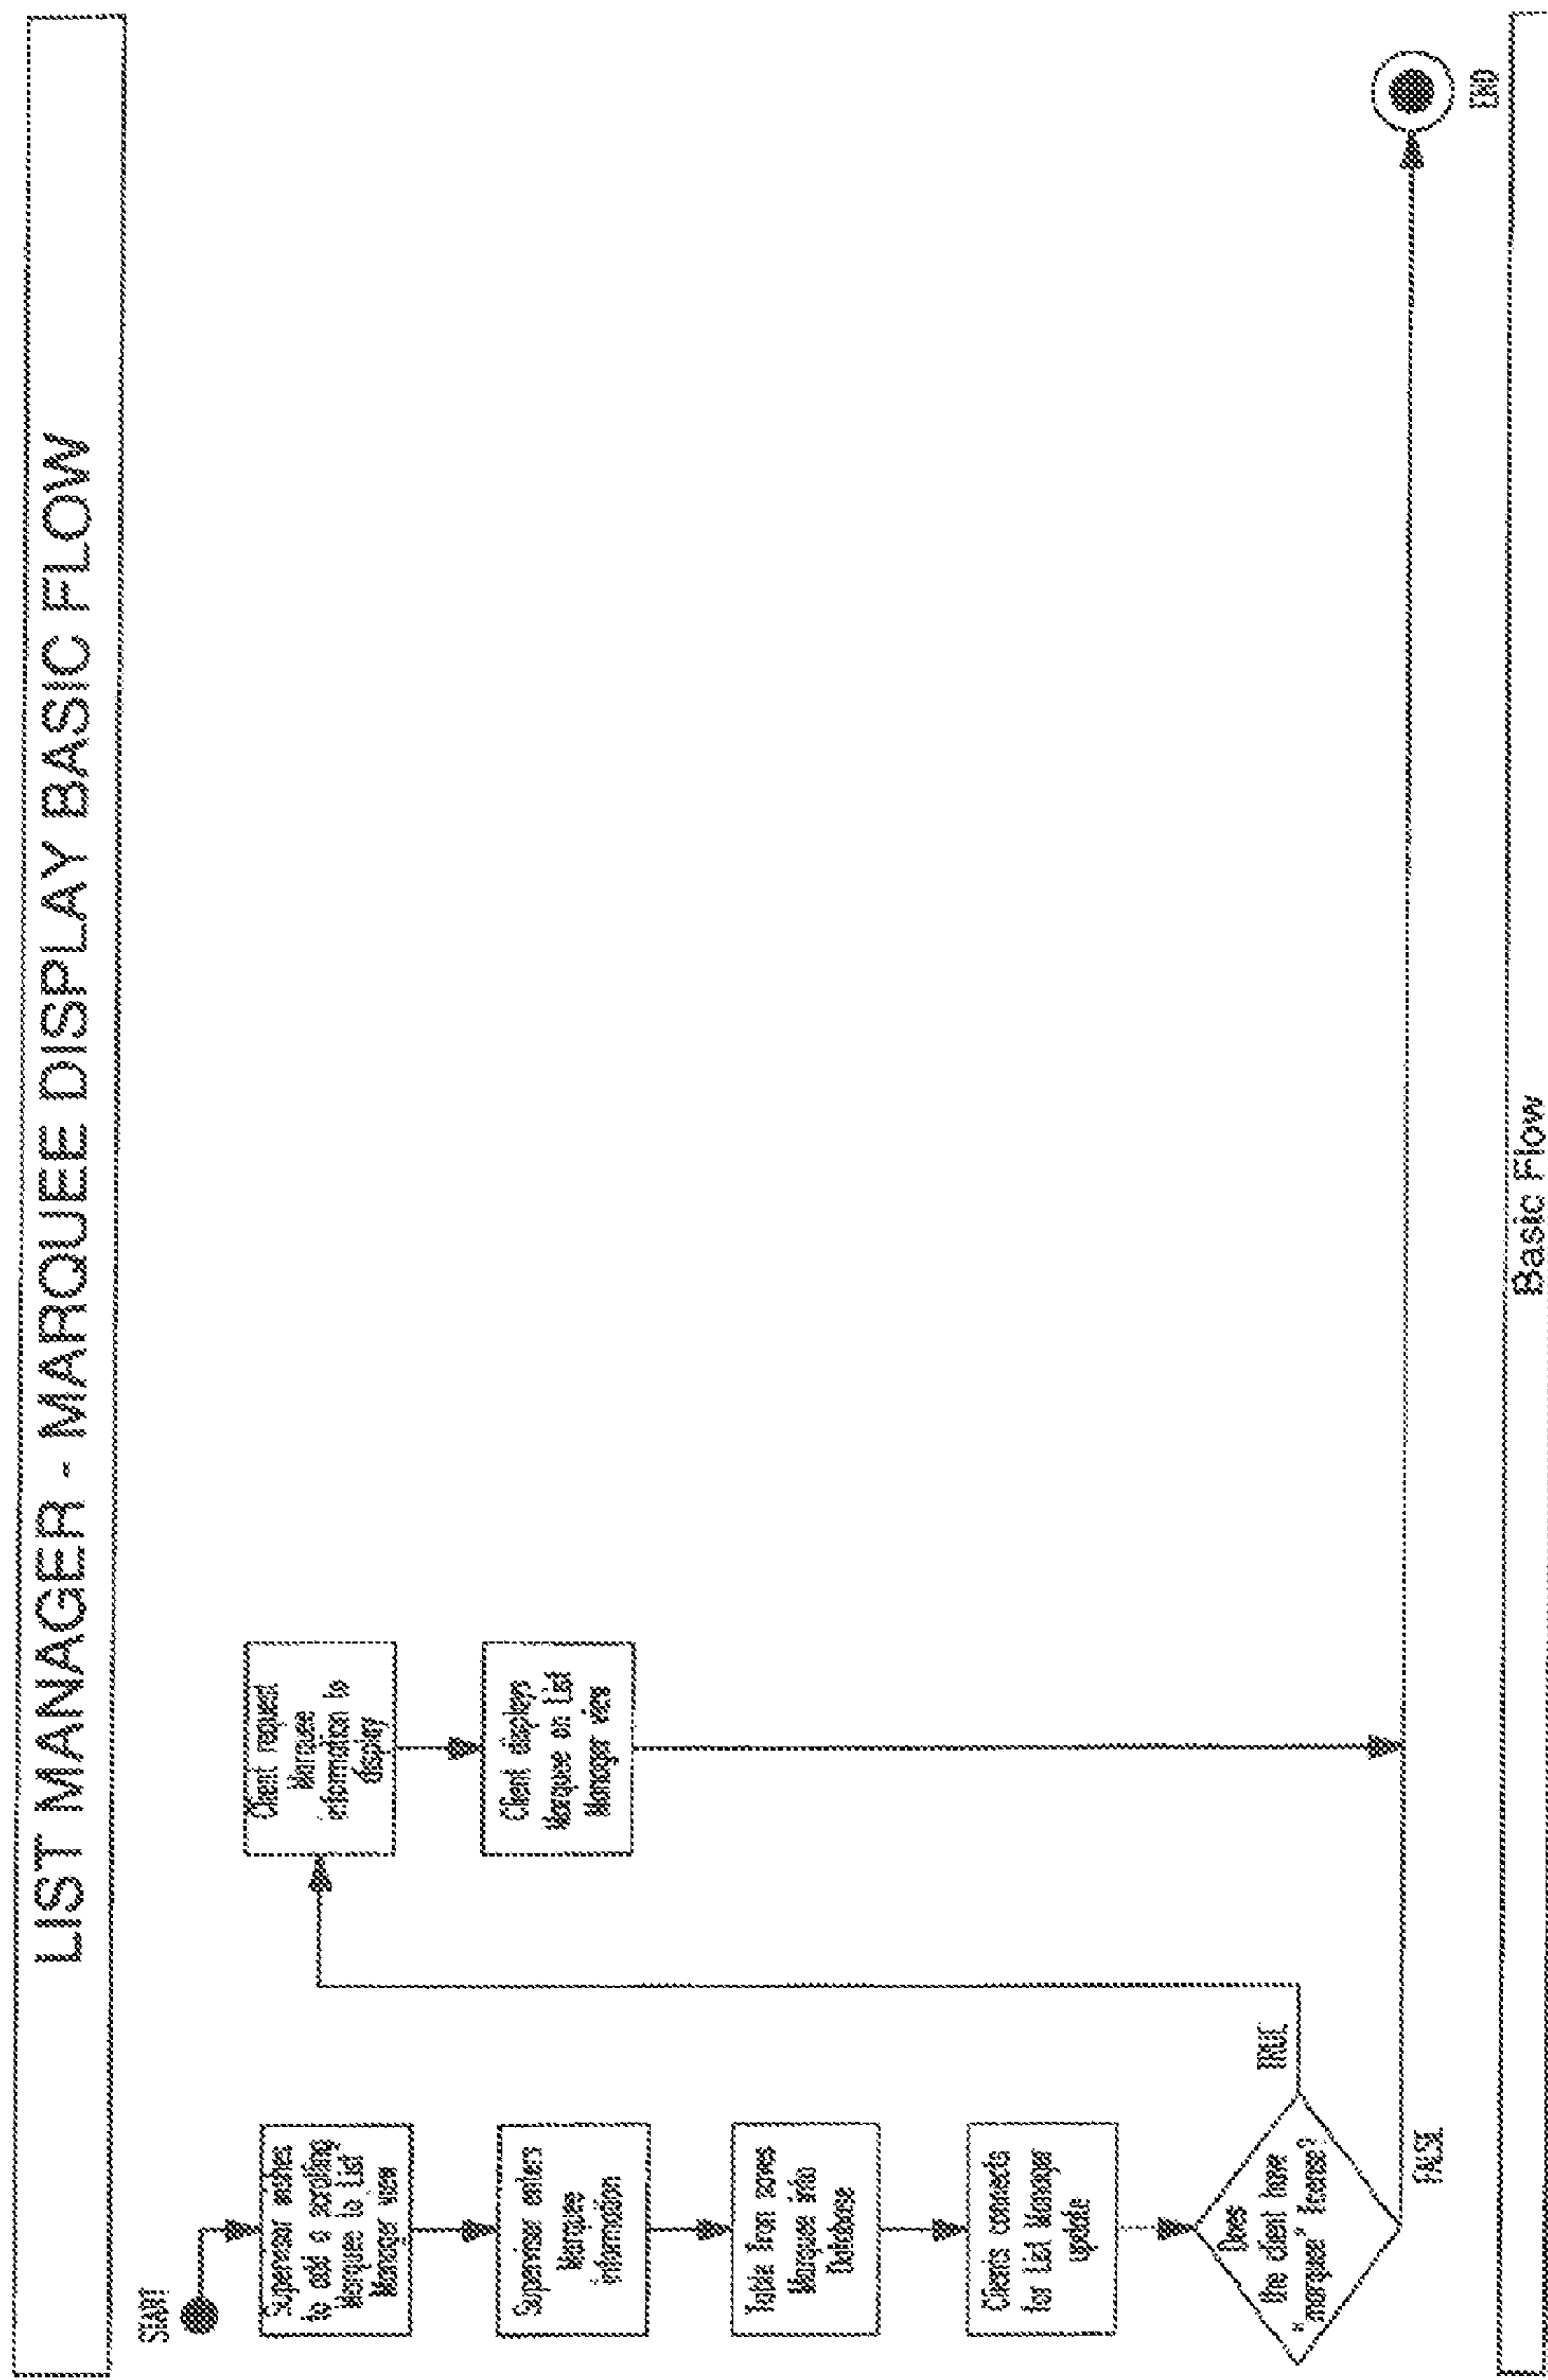 LIST MANAGER - MARQUEE DISPLAY BASIC FLOW
START
Supervisor wishes
to add a scrolling
Marquee to List
Manager view
Supervisor enters
Marquee
information
Table Iron saves
Marquee into
Database
Clients connects
for List Manager
update
Does
the client have
"marquee" license?
TRUE
FALSE
Client request
Marquee
information to
display
Client displays
Marquee on List
Manager view
END
Basic Flow